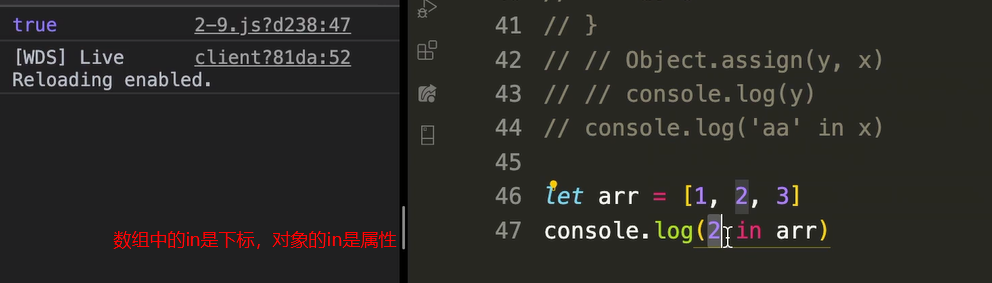 true 2-9.js?d238:47
[WDS] Live client?81da:52
Reloading enabled.
数组中的in是下标，对象的in是属性
41 // }
42 // // Object.assign(y, x)
43 // // console.log(y)
44 // console.log('aa' in x)
45
46 let arr = [1, 2, 3]
47 console.log(2 in arr)